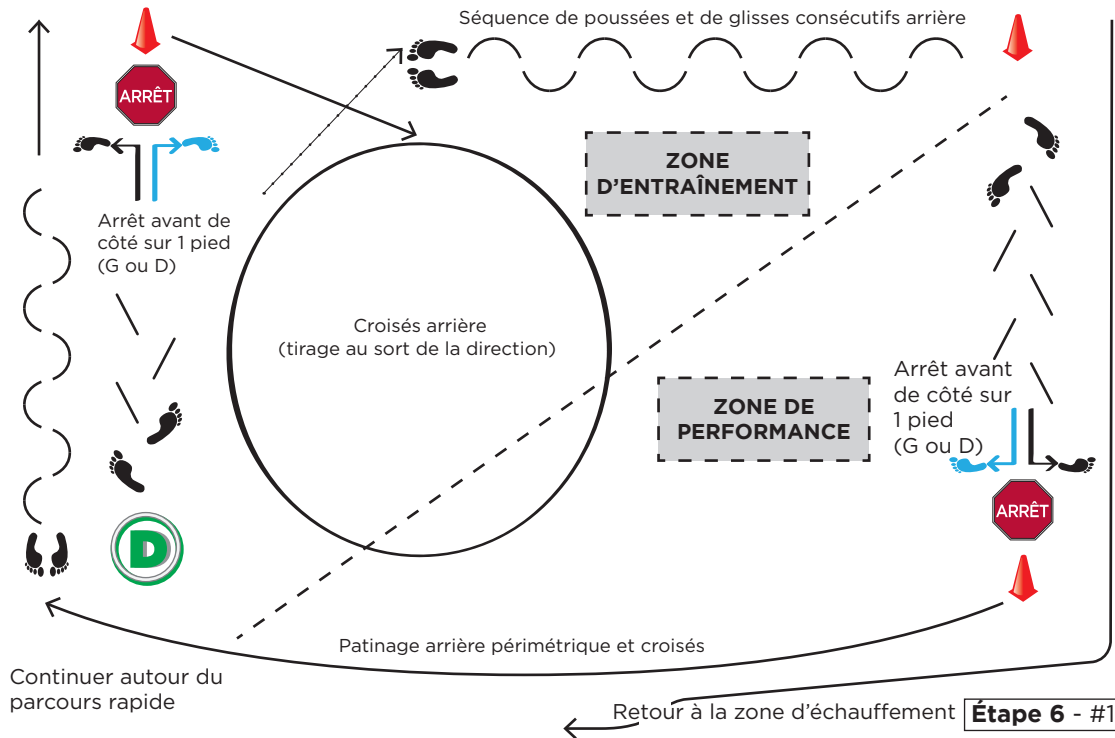 Séquence de poussées et de glisses consécutifs arrière
ARRÊT
Arrêt avant de
côté sur 1 pied
(G ou D)
ZONE
D'ENTRAÎNEMENT
Croisés arrière
(tirage au sort de la direction)
ZONE DE
PERFORMANCE
Arrêt avant
de côté sur
1 pied
(G ou D)
ARRÊT
D
Patinage arrière périmétrique et croisés
Continuer autour du
parcours rapide
Retour à la zone d'échauffement
Étape 6 - #1